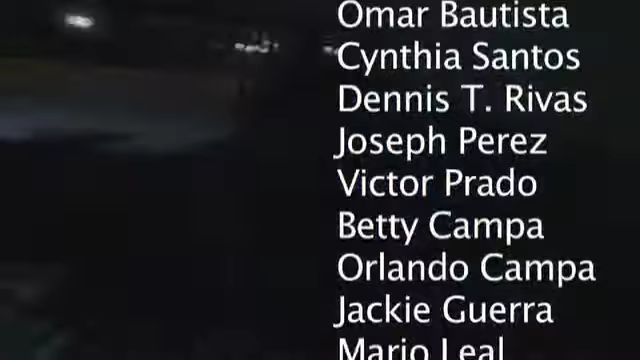 Omar Bautista
Cynthia Santos
Dennis T. Rivas
Joseph Perez
Victor Prado
Betty Campa
Orlando Campa
Jackie Guerra
Mario Leal